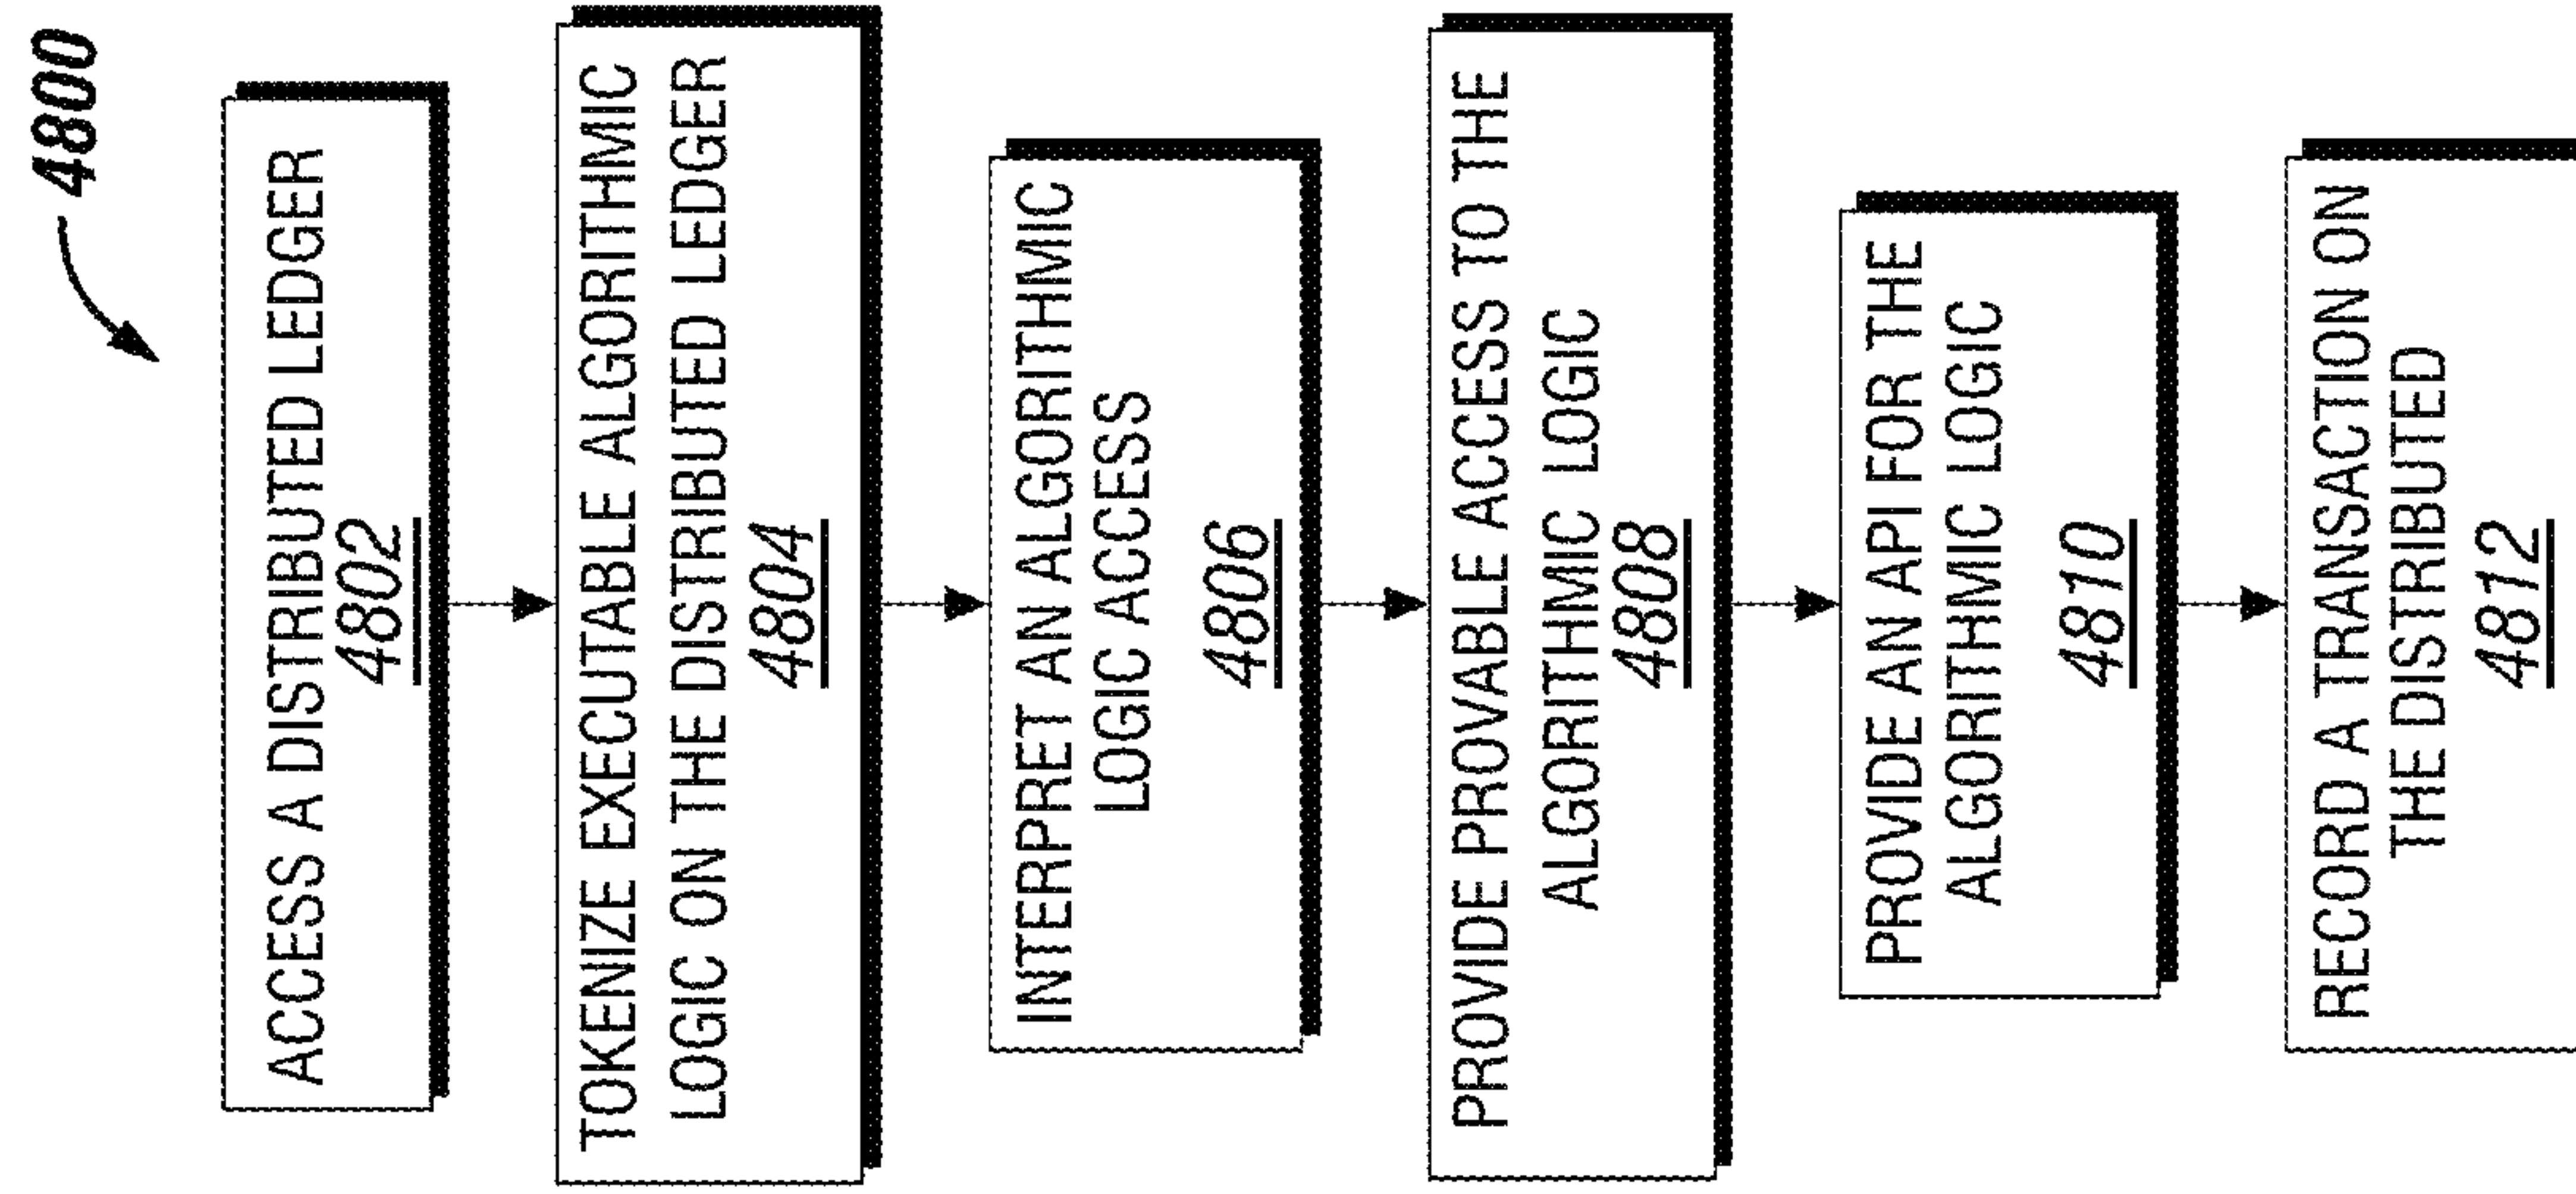 4800
ACCESS A DISTRIBUTED LEDGER
4802
TOKENIZE EXECUTABLE ALGORITHMIC
LOGIC ON THE DISTRIBUTED LEDGER
4804
INTERPRET AN ALGORITHMIC
LOGIC ACCESS
4806
PROVIDE PROVABLE ACCESS TO THE
ALGORITHMIC LOGIC
4808
PROVIDE AN API FOR THE
ALGORITHMIC LOGIC
4810
RECORD A TRANSACTION ON
THE DISTRIBUTED
4812